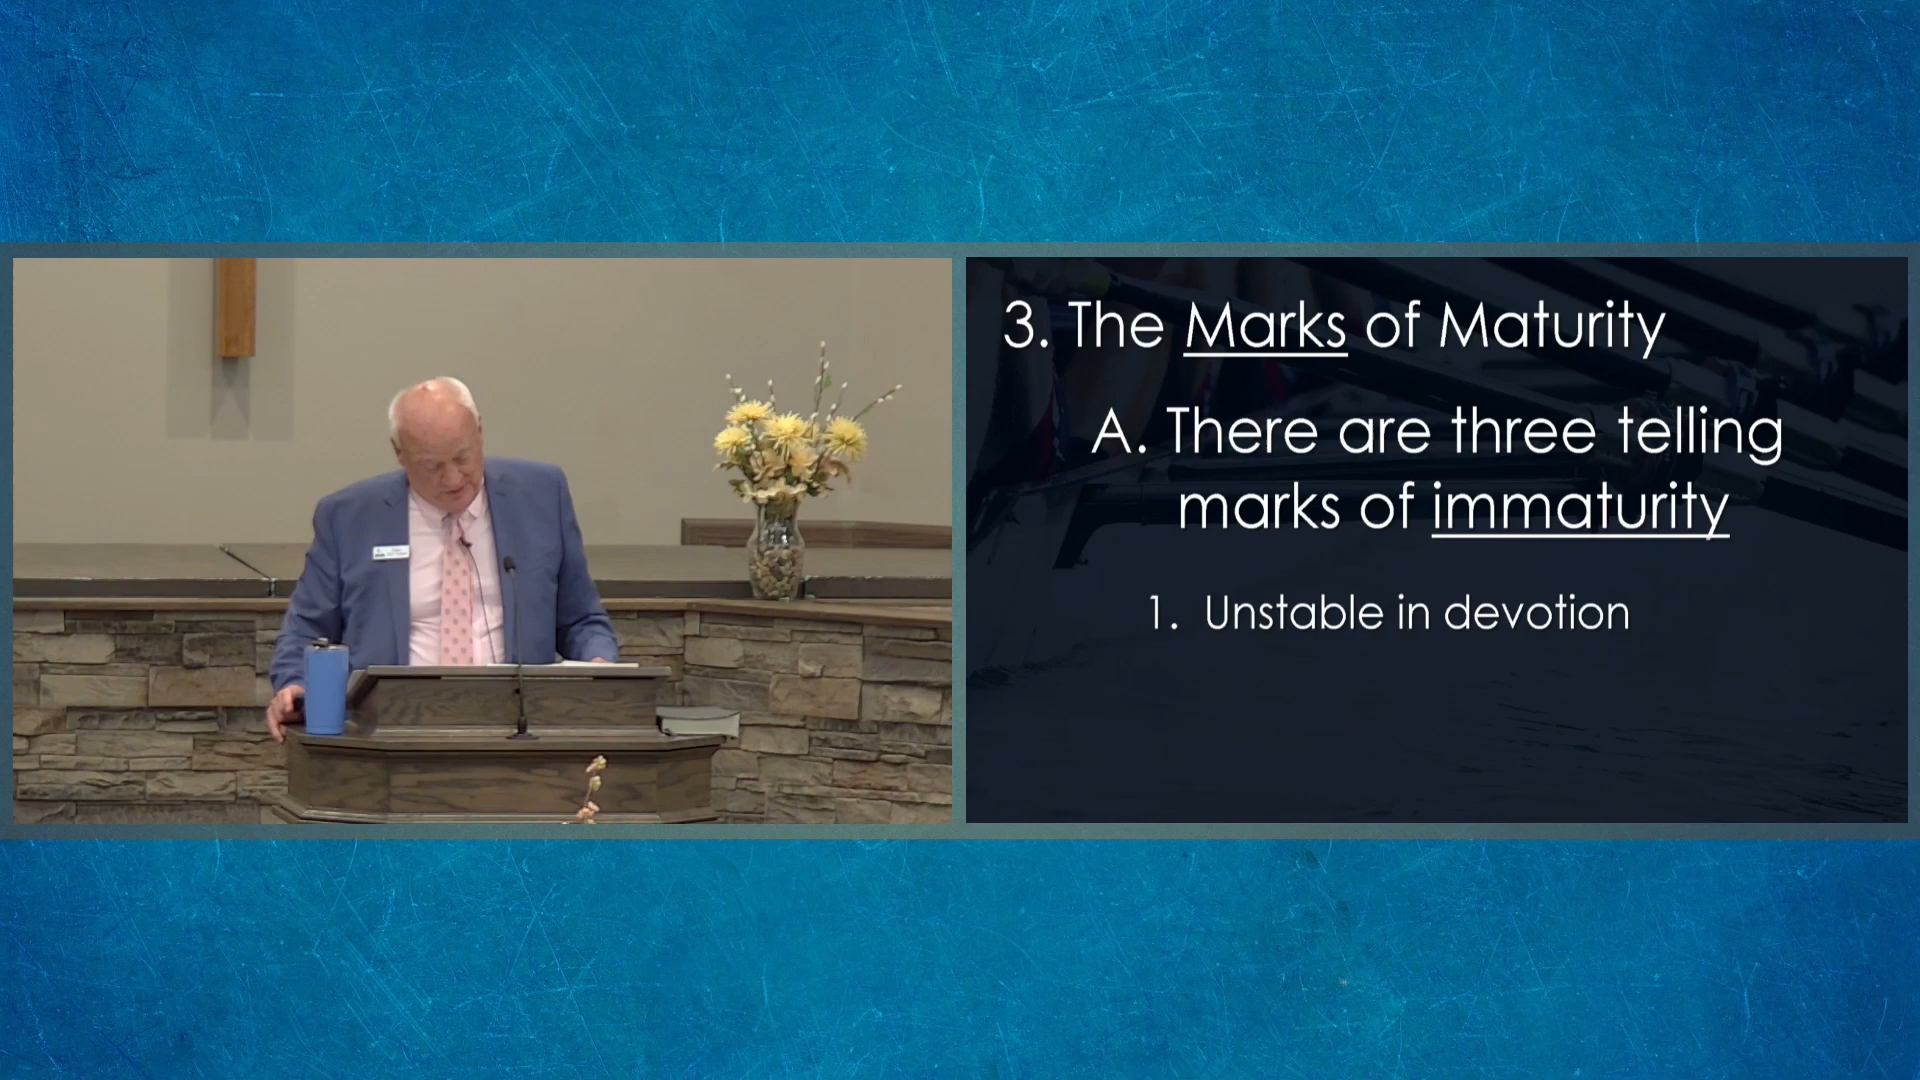 3. The Marks of Maturity
A. There are three telling
marks of immaturity
1. Unstable in devotion